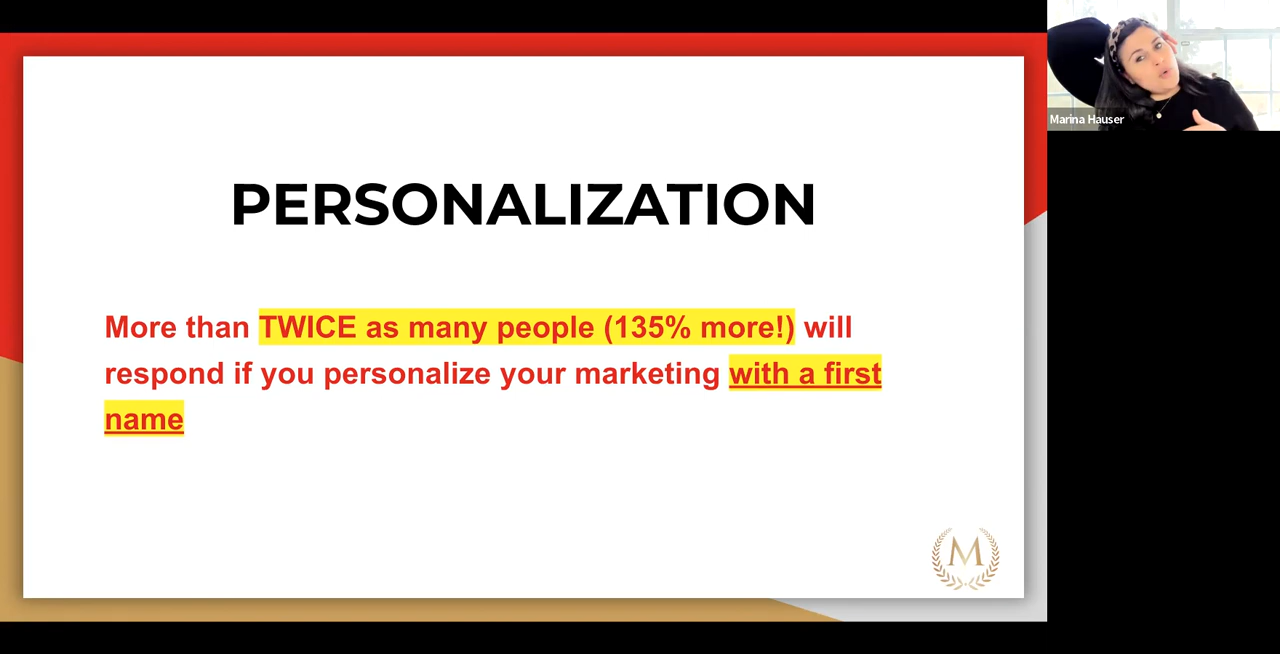 PERSONALIZATION
More than TWICE as many people (135% more!) will
respond if you personalize your marketing with a first
name
M
Marina Hauser